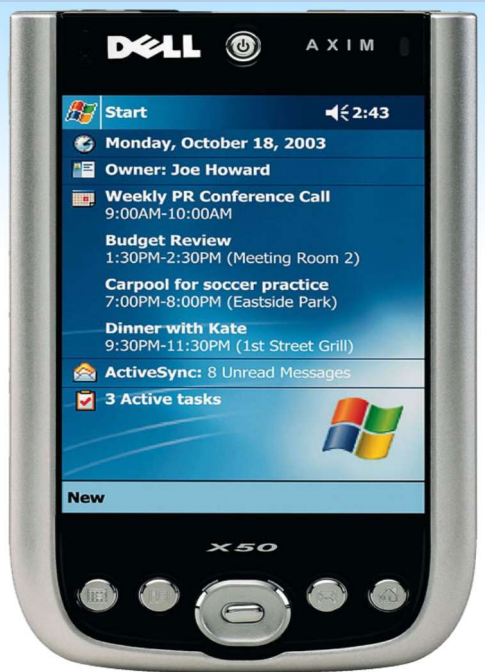 DELL
AXIM
Start 2:43
Monday, October 18, 2003
Owner: Joe Howard
Weekly PR Conference Call
9:00AM-10:00AM
Budget Review
1:30PM-2:30PM (Meeting Room 2)
Carpool for soccer practice
7:00PM-8:00PM (Eastside Park)
Dinner with Kate
9:30PM-11:30PM (1st Street Grill)
ActiveSync: 8 Unread Messages
3 Active tasks
New
X50